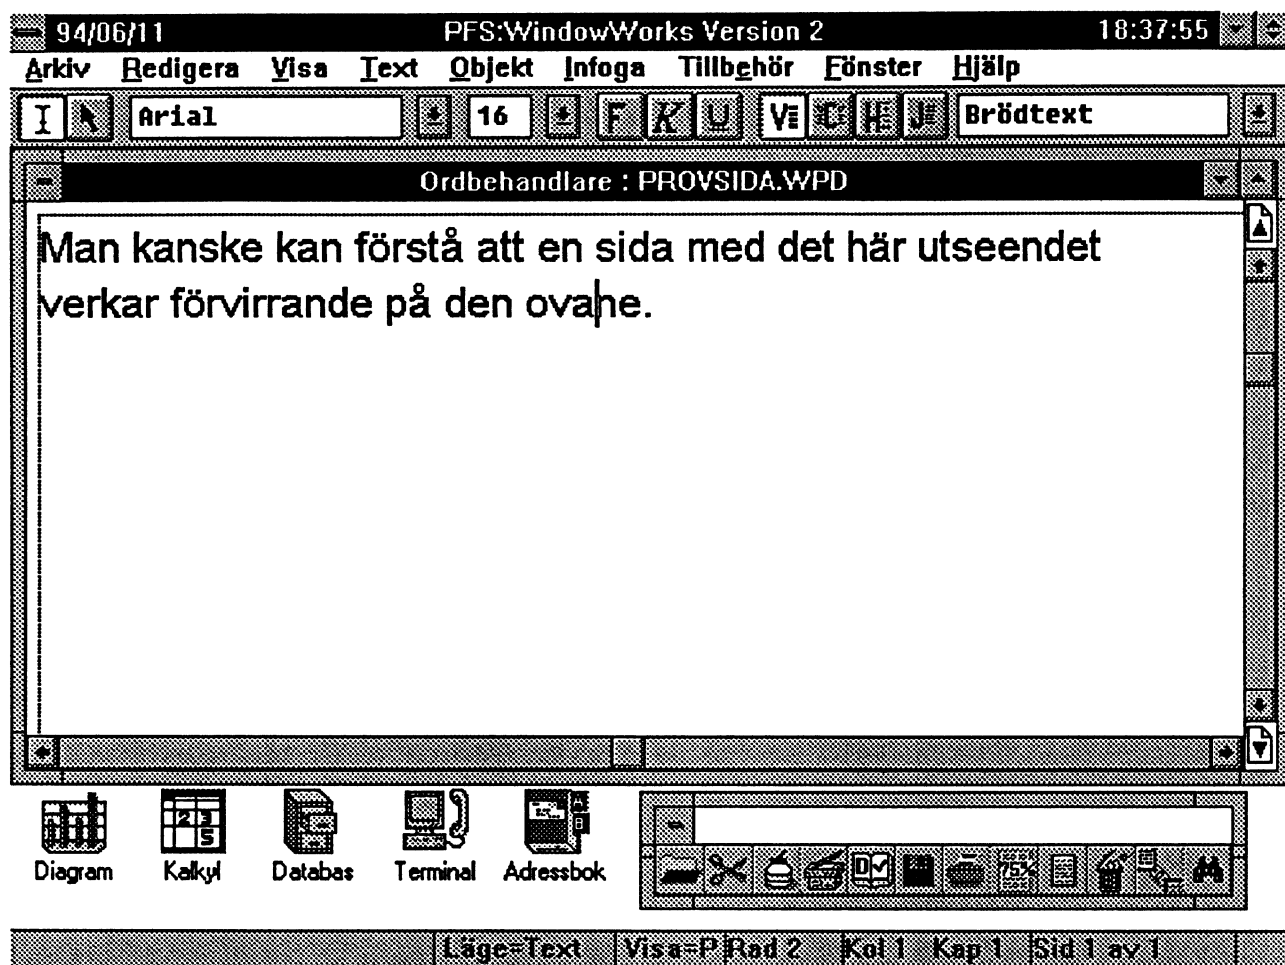 94/06/11 PFS:WindowWorks Version 2 18:37:55
Arkiv Redigera Visa Text Objekt Infoga Tillbehör Fönster Hjälp
Arial 16 F K U V C H J Brödtext
Ordbehandlare : PROVSIDA.WPD
Man kanske kan förstå att en sida med det här utseendet
verkar förvirrande på den ovane.
Diagram Kalkyl Databas Terminal Adressbok
75%
Läge=Text Visa=P Rad 2 Kol 1 Kap 1 Sid 1 av 1